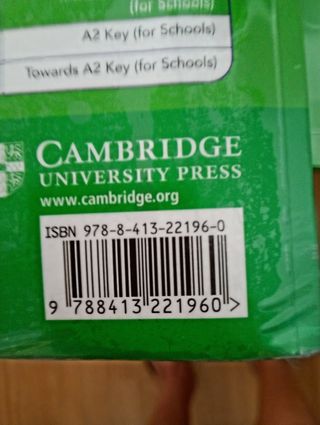 (for Schools)
A2 Key (for Schools)
Towards A2 Key (for Schools)
CAMBRIDGE
UNIVERSITY PRESS
www.cambridge.org
ISBN 978-8-413-22196-0
9 788413 221960 >